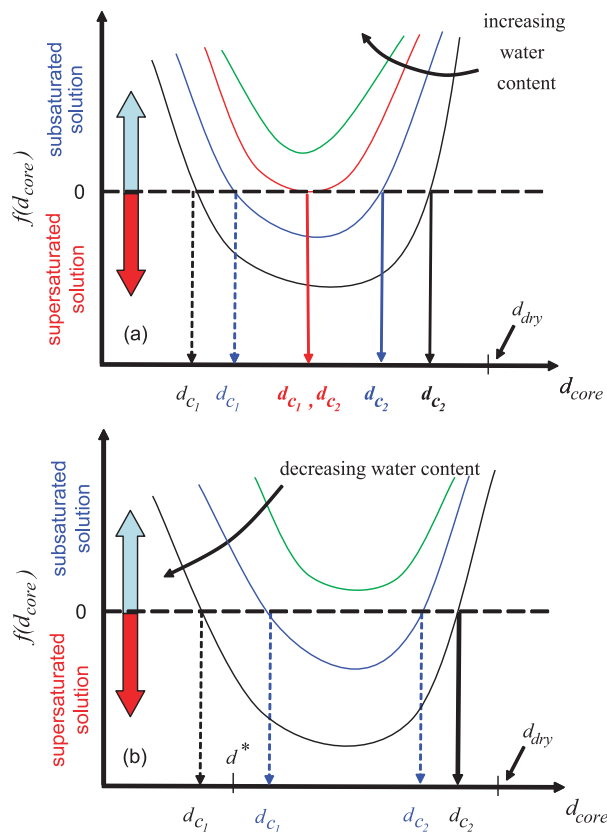 increasing
water
content
subsaturated
solution
f(d_core)
0
supersaturated
solution
(a)
d_dry
d_c1
d_c1
d_c1 , d_c2
d_c2
d_c2
d_core
decreasing water content
subsaturated
solution
f(d_core)
0
supersaturated
solution
(b)
d*
d_dry
d_c1
d_c1
d_c2
d_c2
d_core